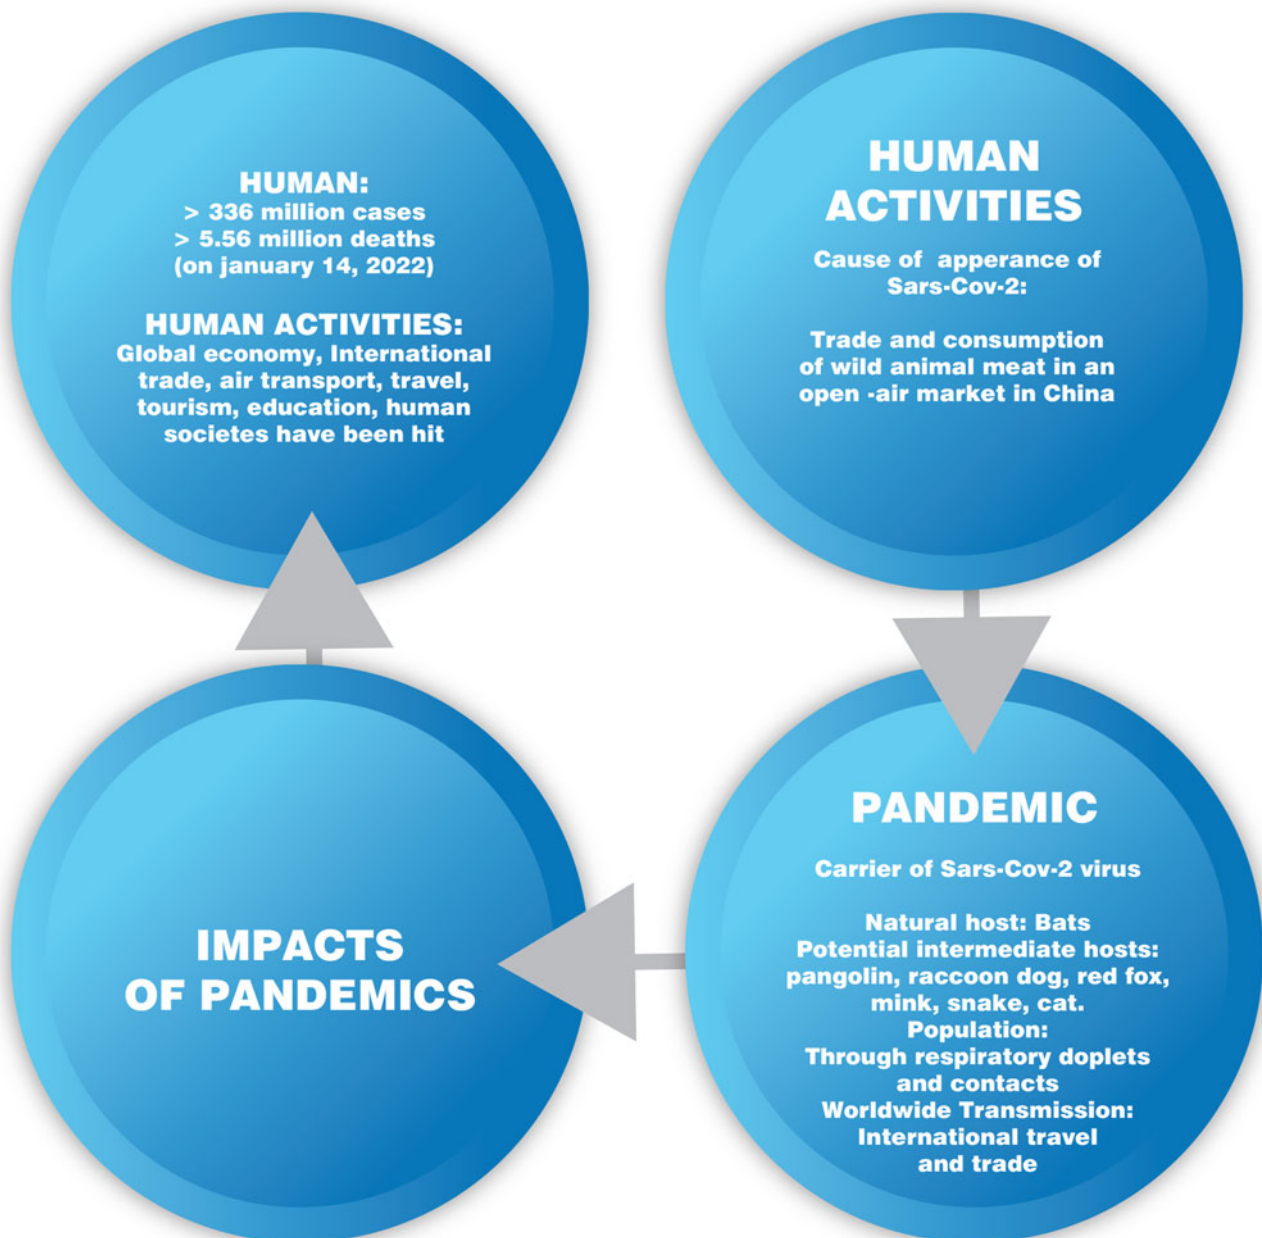 HUMAN:
> 336 million cases
> 5.56 million deaths
(on january 14, 2022)
HUMAN ACTIVITIES:
Global economy, International
trade, air transport, travel,
tourism, education, human
societes have been hit
HUMAN
ACTIVITIES
Cause of  apperance of
Sars-Cov-2:
Trade and consumption
of wild animal meat in an
open -air market in China
IMPACTS
OF PANDEMICS
PANDEMIC
Carrier of Sars-Cov-2 virus
Natural host: Bats
Potential intermediate hosts:
pangolin, raccoon dog, red fox,
mink, snake, cat.
Population:
Through respiratory doplets
and contacts
Worldwide Transmission:
International travel
and trade